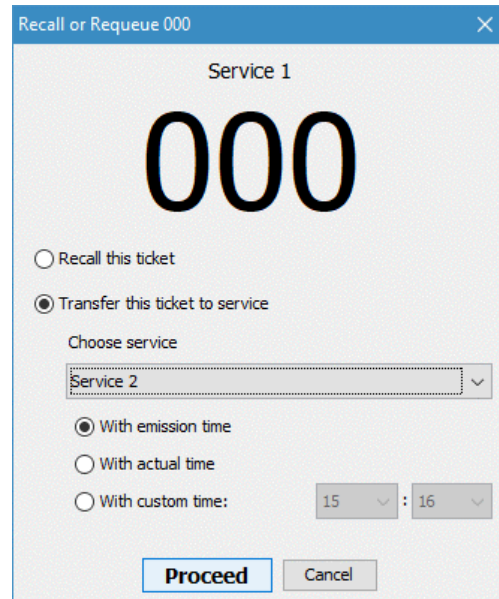 Recall or Requeue 000
Service 1
000
Recall this ticket
Transfer this ticket to service
Choose service
Service 2
With emission time
With actual time
With custom time: 15 : 16
Proceed Cancel